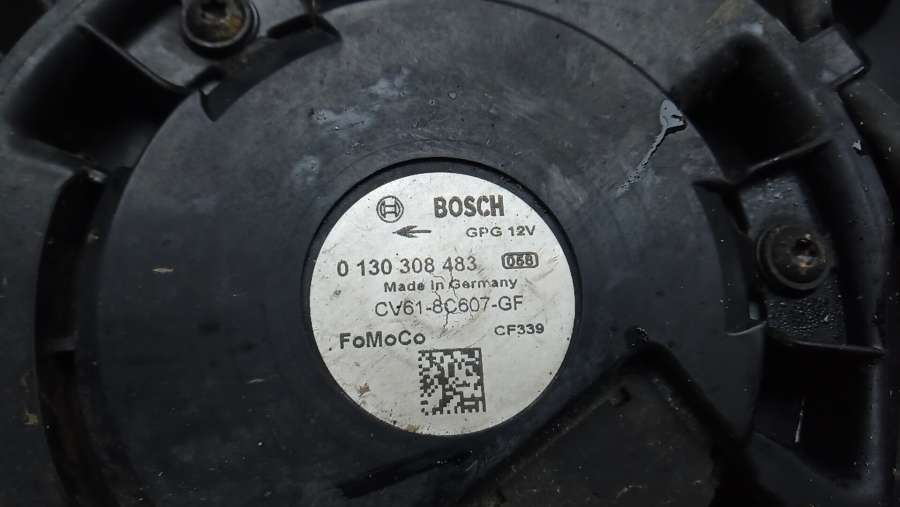 BOSCH
GPG 12V
0 130 308 483 058
Made in Germany
CV61-8C607-GF
FoMoCo CF339